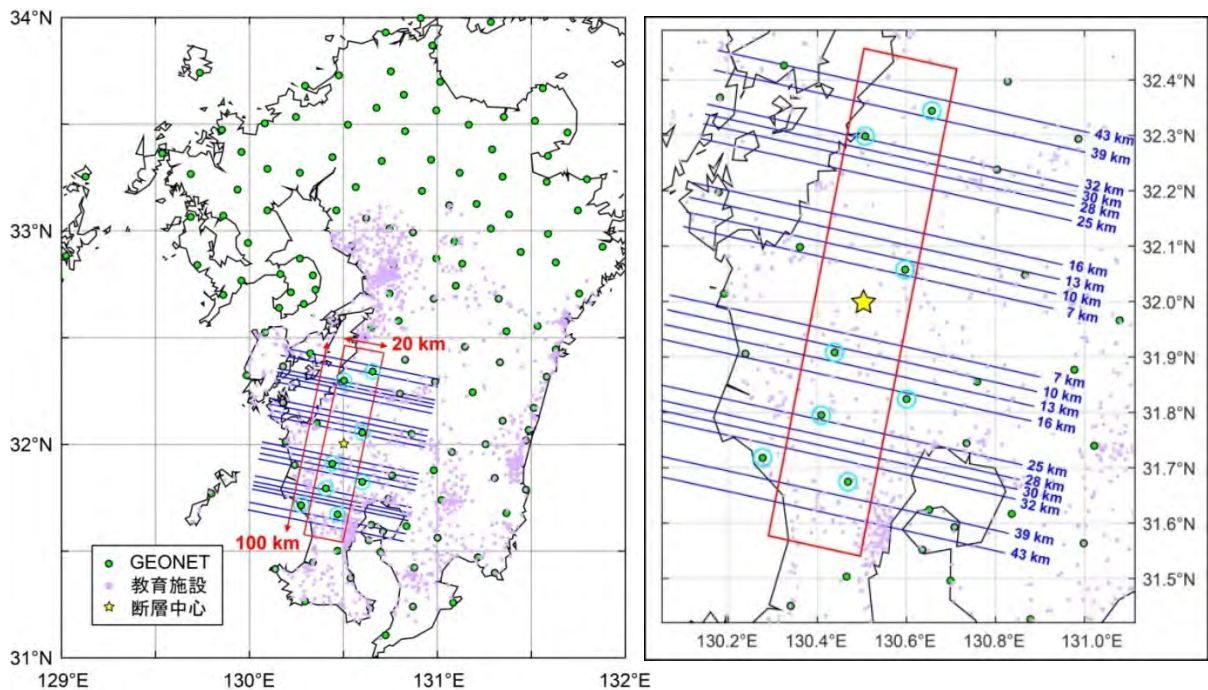 34°N
33°N
32°N
31°N
129°E
130°E
131°E
132°E
20 km
100 km
GEONET
教育施設
断層中心
43 km
39 km
32 km
30 km
28 km
25 km
16 km
13 km
10 km
7 km
7 km
10 km
13 km
16 km
25 km
28 km
30 km
32 km
39 km
43 km
32.4°N
32.3°N
32.2°N
32.1°N
32.0°N
31.9°N
31.8°N
31.7°N
31.6°N
31.5°N
130.2°E
130.4°E
130.6°E
130.8°E
131.0°E